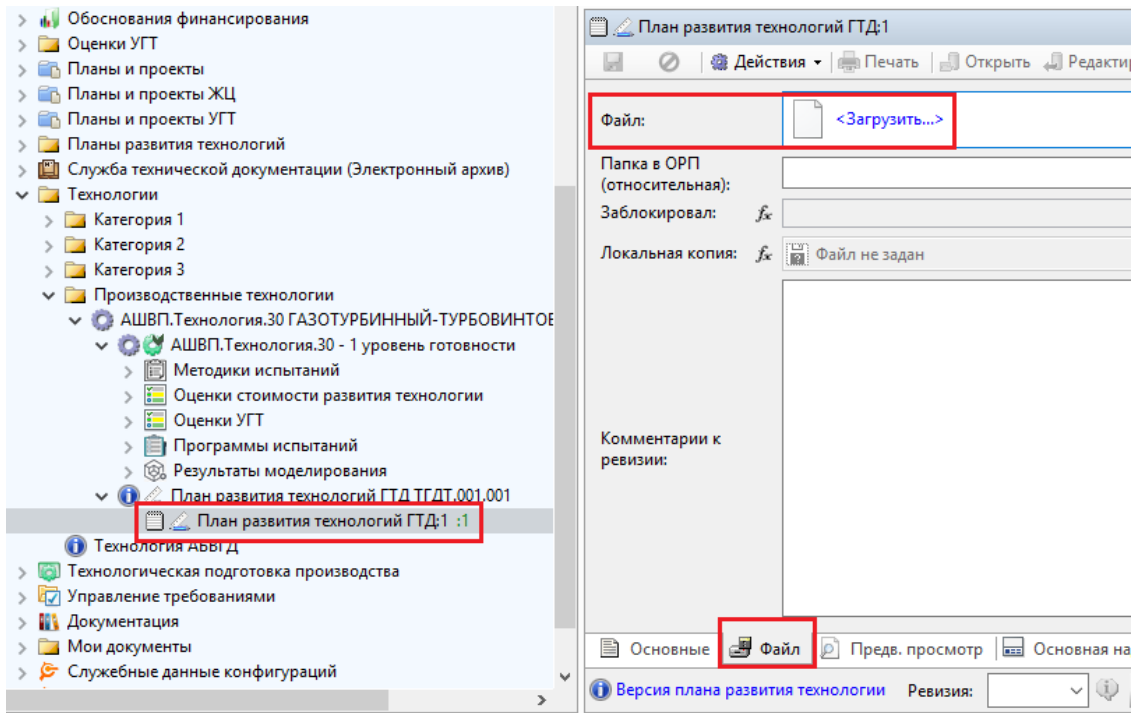 Обоснования финансирования
Оценки УГТ
Планы и проекты
Планы и проекты ЖЦ
Планы и проекты УГТ
Планы развития технологий
Служба технической документации (Электронный архив)
Технологии
Категория 1
Категория 2
Категория 3
Производственные технологии
АШВП.Технология.30 ГАЗОТУРБИННЫЙ-ТУРБОВИНТОВ
АШВП.Технология.30 - 1 уровень готовности
Методики испытаний
Оценки стоимости развития технологии
Оценки УГТ
Программы испытаний
Результаты моделирования
План развития технологий ГТД ТГДТ.001.001
План развития технологий ГТД;1 :1
Технология АБВГД
Технологическая подготовка производства
Управление требованиями
Документация
Мои документы
Служебные данные конфигураций
План развития технологий ГТД;1
Действия Печать Открыть Редактир
Файл: <Загрузить...>
Папка в ОРП
(относительная):
Заблокировал: fx
Локальная копия: fx Файл не задан
Комментарии к
ревизии:
Основные Файл Предв. просмотр Основная на
Версия плана развития технологии Ревизия: